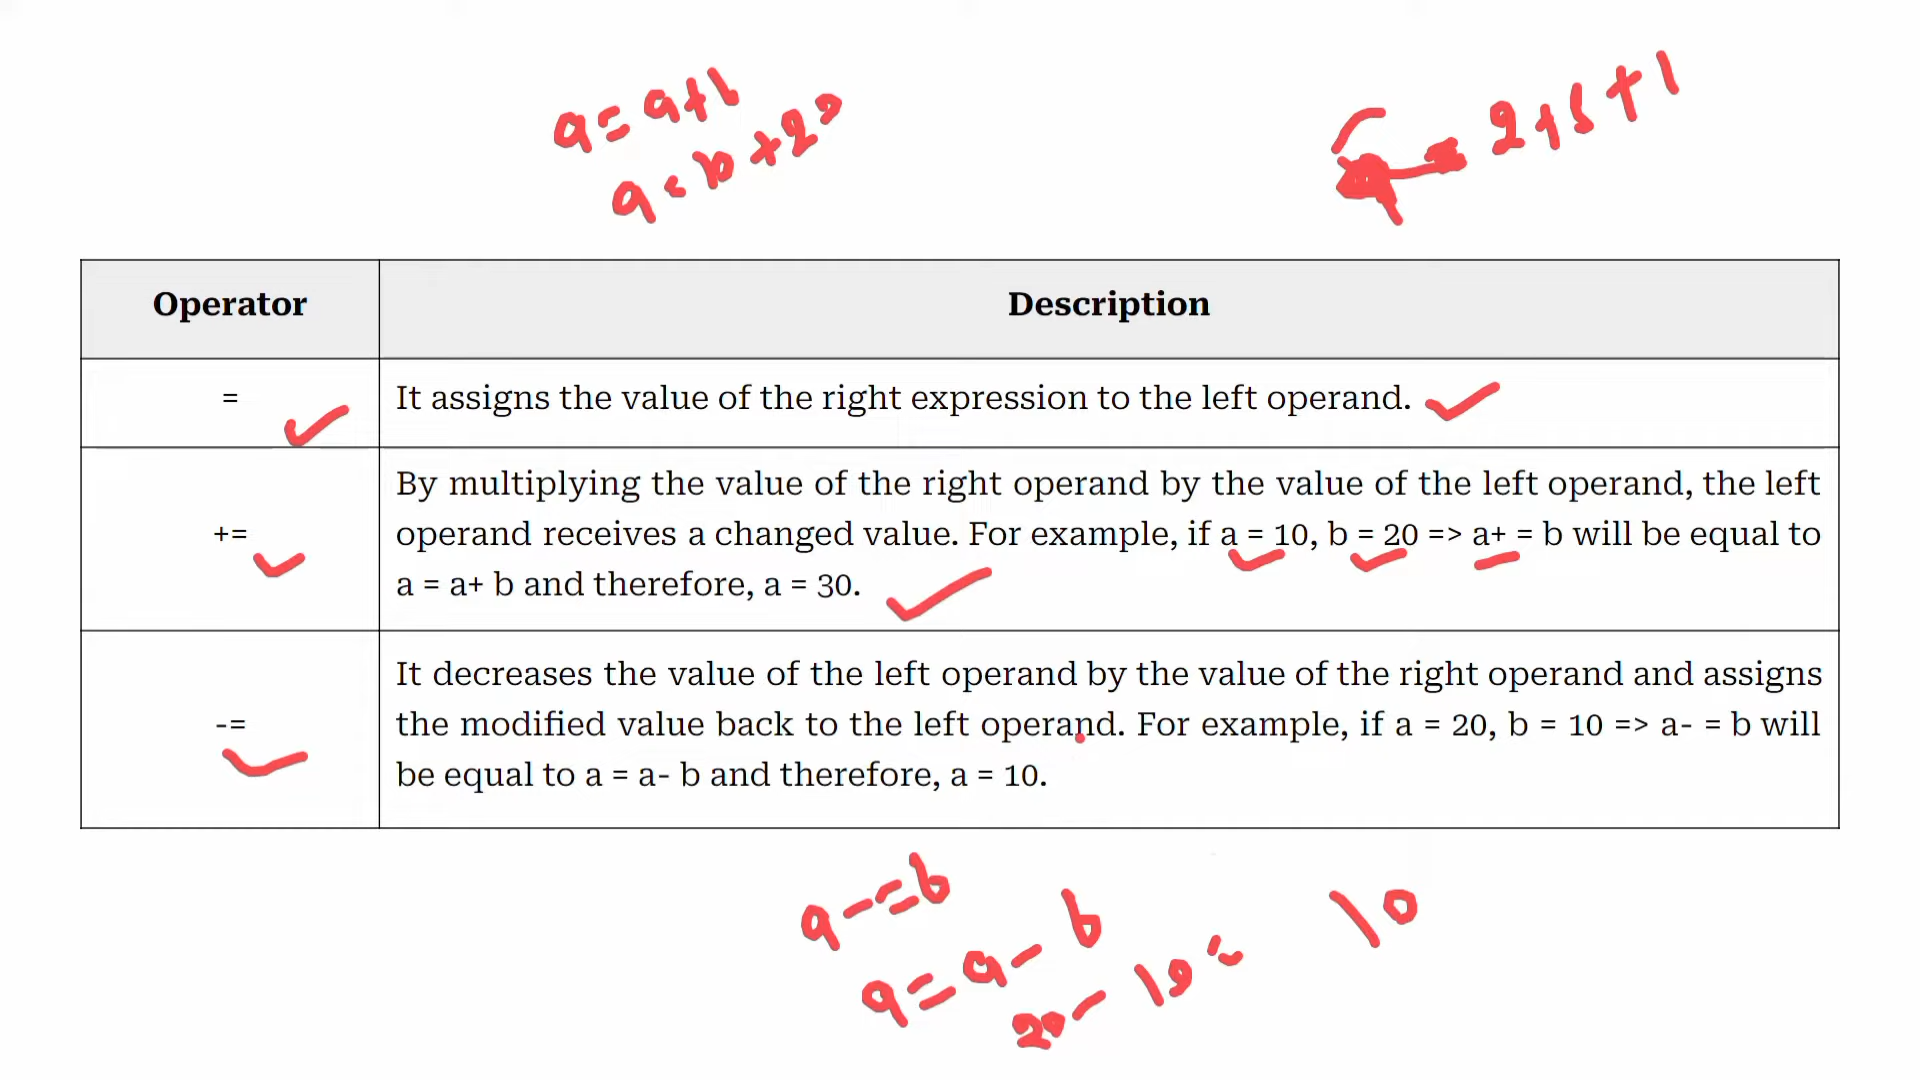 a = a+b
a = 10 + 20
= 2+5+1
Operator
Description
=
It assigns the value of the right expression to the left operand.
+=
By multiplying the value of the right operand by the value of the left operand, the left
operand receives a changed value. For example, if a = 10, b = 20 => a+ = b will be equal to
a = a+ b and therefore, a = 30.
-=
It decreases the value of the left operand by the value of the right operand and assigns
the modified value back to the left operand. For example, if a = 20, b = 10 => a- = b will
be equal to a = a- b and therefore, a = 10.
a-=b
a=a-b
20-10= 10